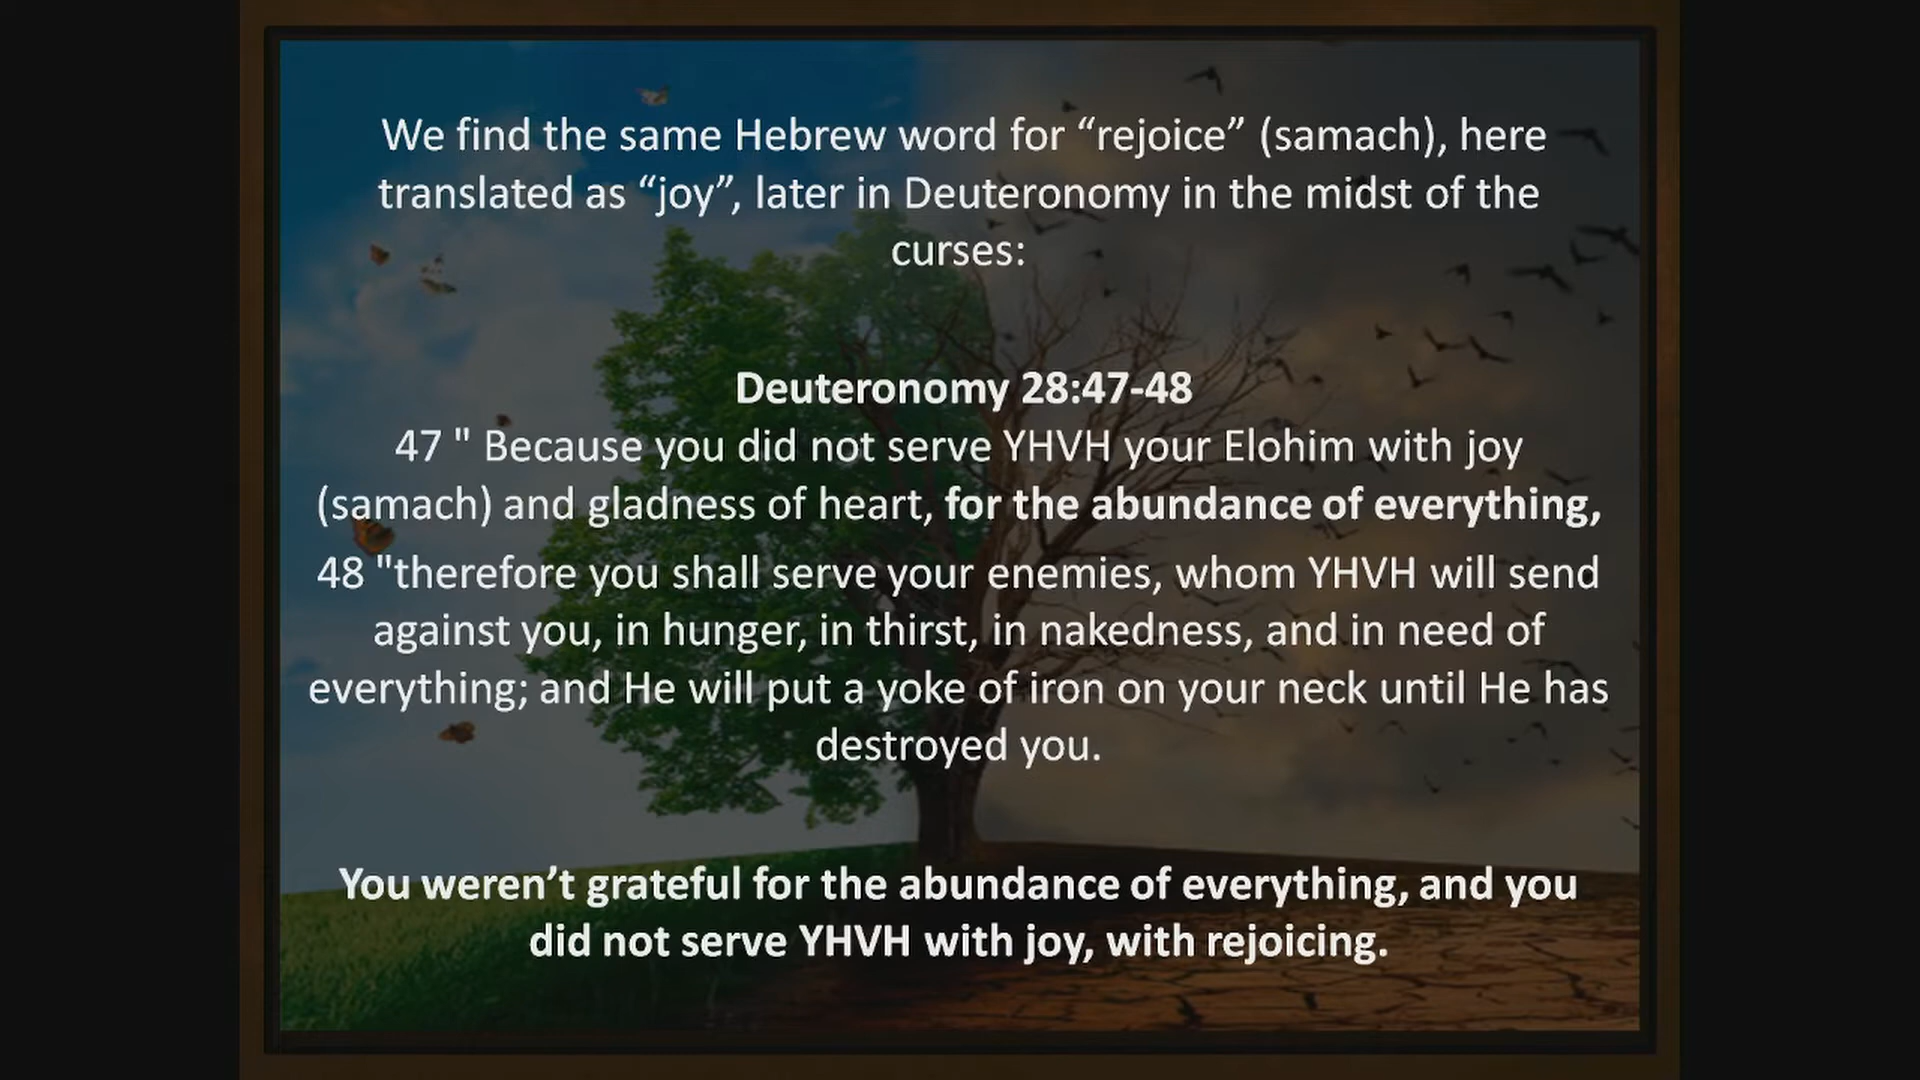 We find the same Hebrew word for “rejoice” (samach), here
translated as “joy”, later in Deuteronomy in the midst of the
curses:
Deuteronomy 28:47-48
47 " Because you did not serve YHVH your Elohim with joy
(samach) and gladness of heart, for the abundance of everything,
48 "therefore you shall serve your enemies, whom YHVH will send
against you, in hunger, in thirst, in nakedness, and in need of
everything; and He will put a yoke of iron on your neck until He has
destroyed you.
You weren’t grateful for the abundance of everything, and you
did not serve YHVH with joy, with rejoicing.